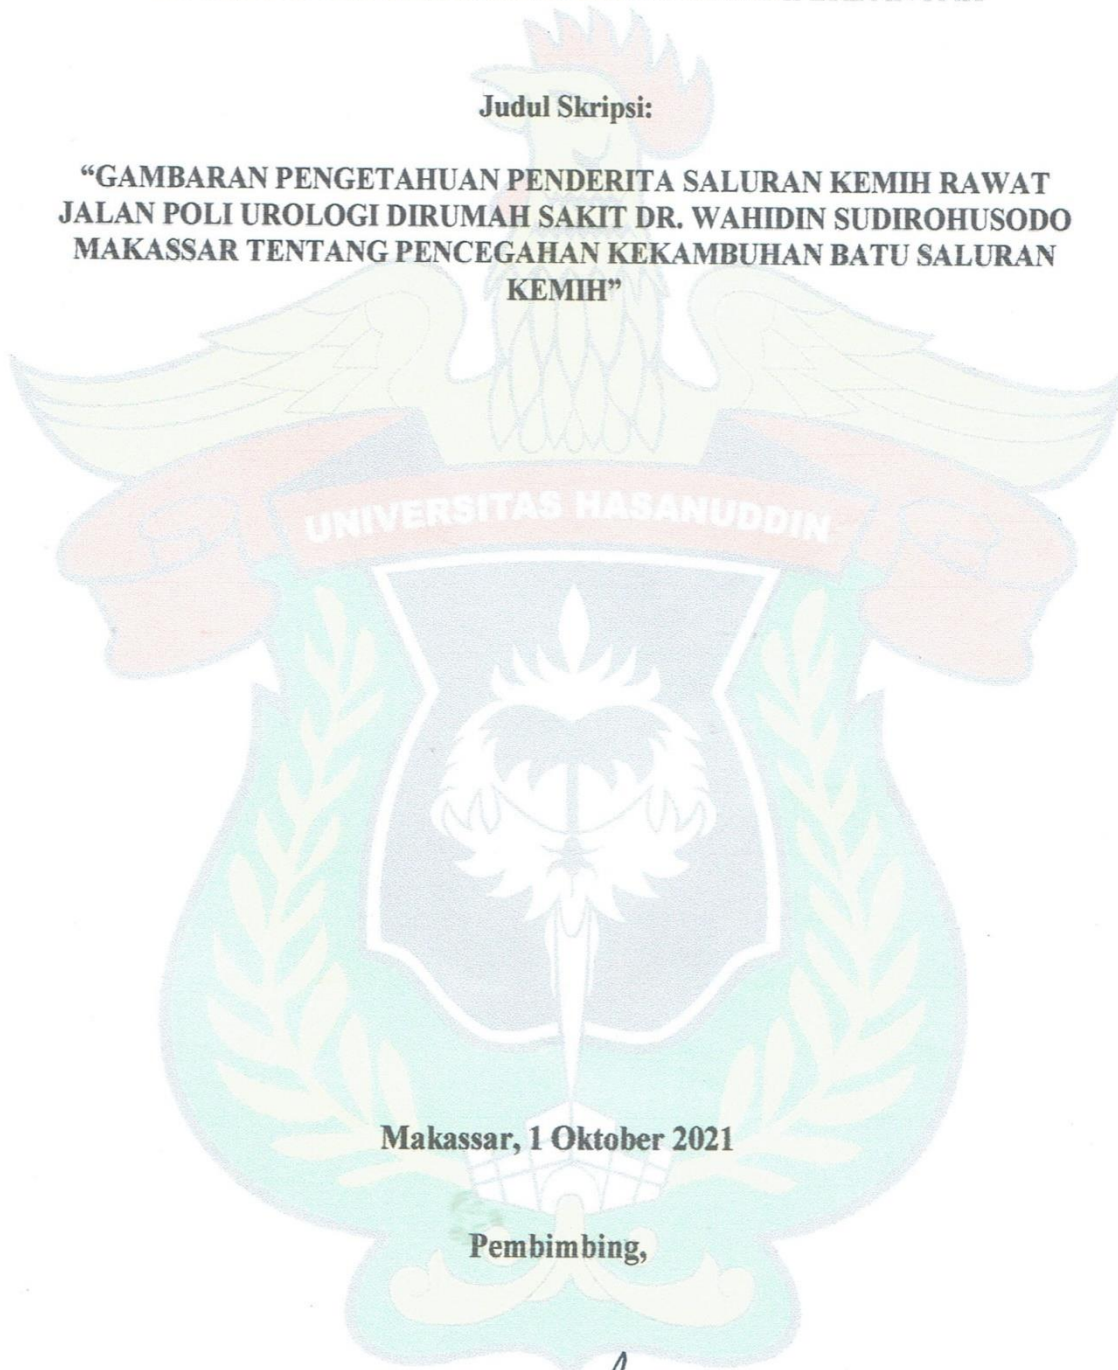 Judul Skripsi:
“GAMBARAN PENGETAHUAN PENDERITA SALURAN KEMIH RAWAT
JALAN POLI UROLOGI DIRUMAH SAKIT DR. WAHIDIN SUDIROHUSODO
MAKASSAR TENTANG PENCEGAHAN KEKAMBUHAN BATU SALURAN
KEMIH”
UNIVERSITAS HASANUDDIN
Makassar, 1 Oktober 2021
Pembimbing,